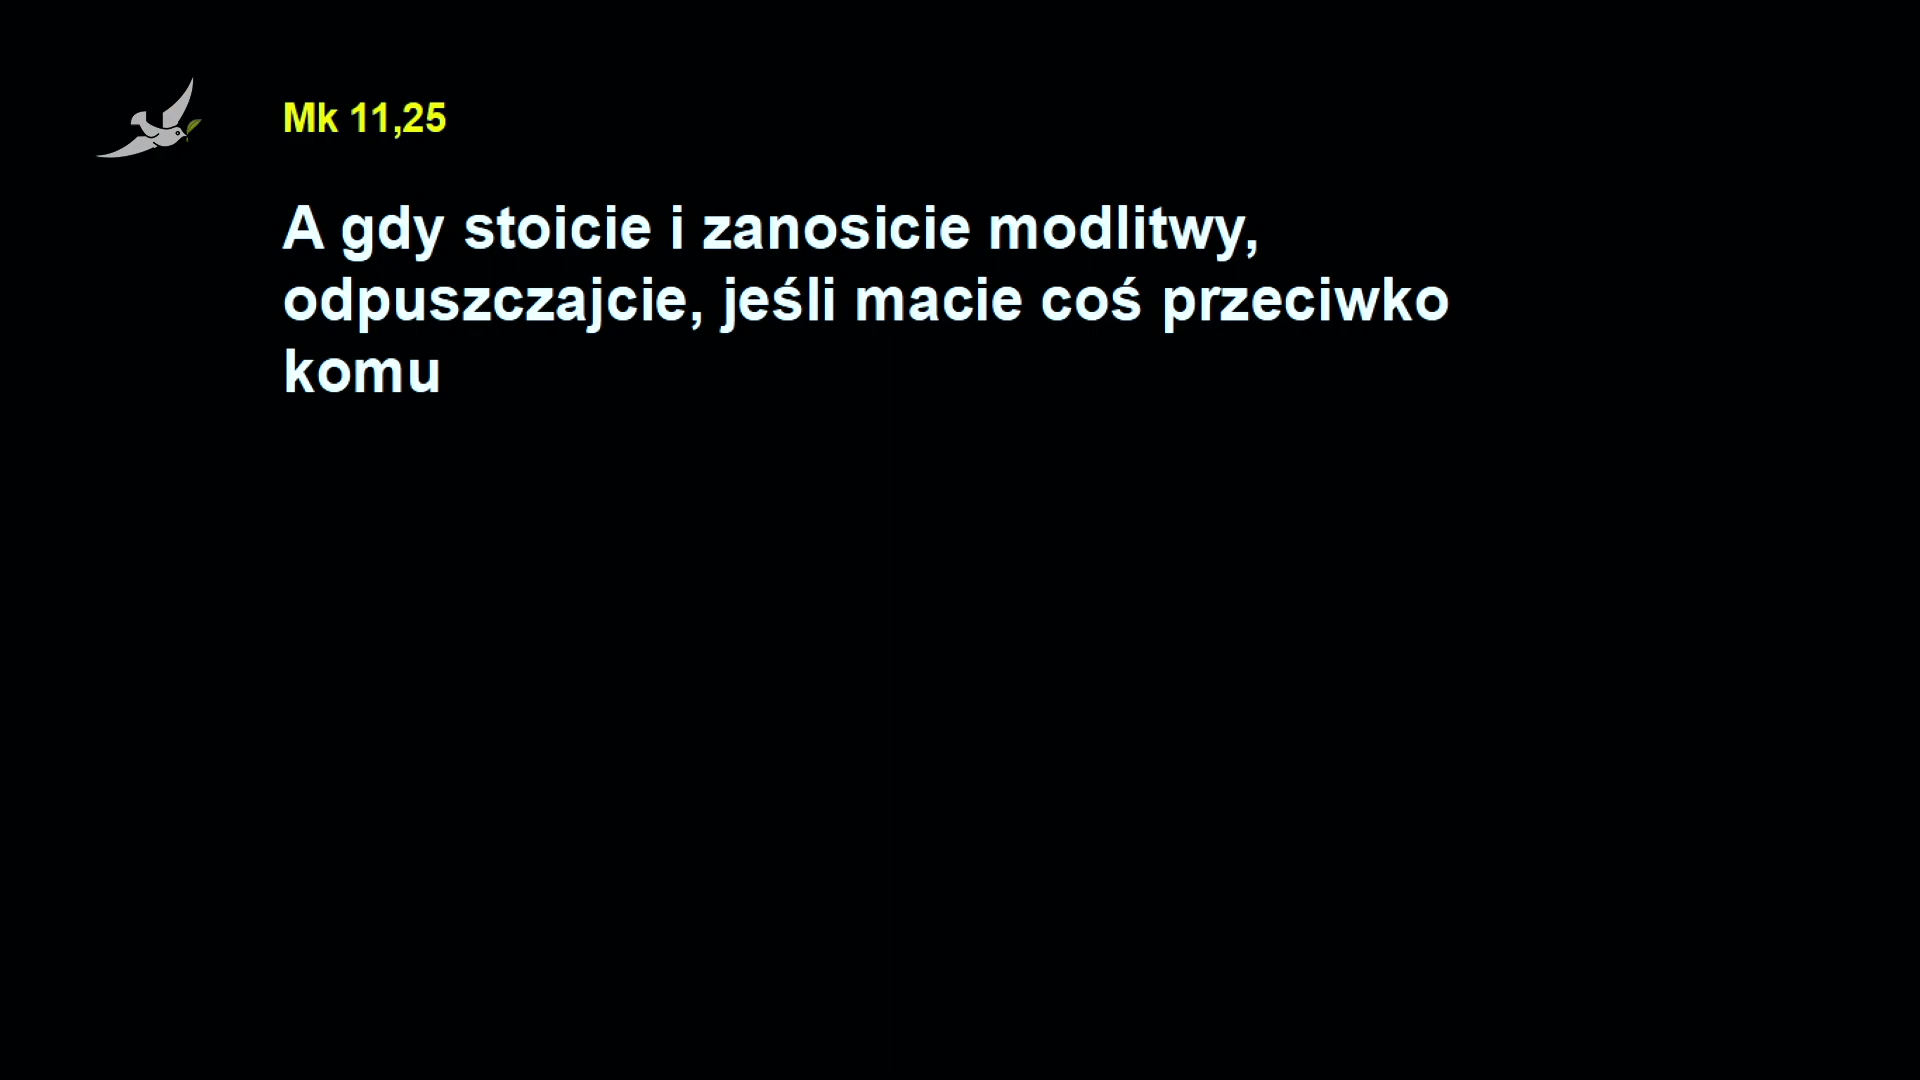 Mk 11,25
A gdy stoicie i zanosicie modlitwy,
odpuszczajcie, jeśli macie coś przeciwko
komu